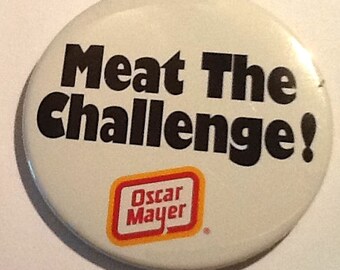 Meat The
Challenge!
Oscar
Mayer
®